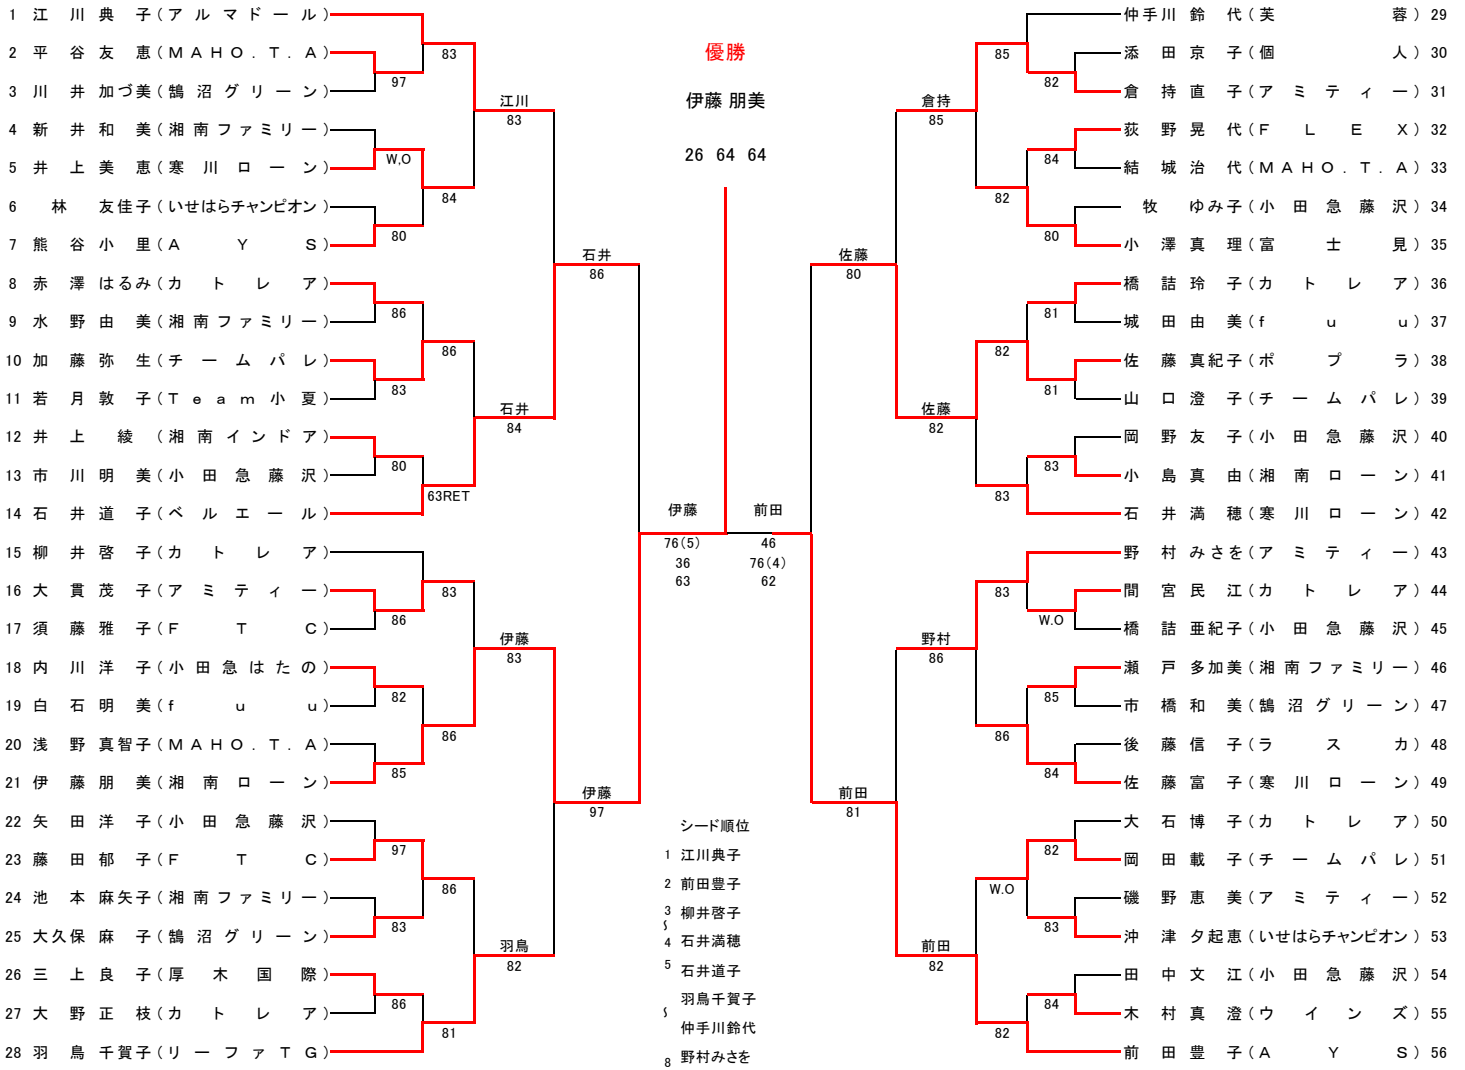 1 江川典子(アルマドール)
2 平谷友恵(MAHO.T.A)
3 川井加づ美(鵠沼グリーン)
4 新井和美(湘南ファミリー)
5 井上美恵(寒川ローン)
6 林友佳子(いせはらチャンピオン)
7 熊谷小里(AYS)
8 赤澤はるみ(カトレア)
9 水野由美(湘南ファミリー)
10 加藤弥生(チームパレ)
11 若月敦子(Team小夏)
12 井上綾(湘南インドア)
13 市川明美(小田急藤沢)
14 石井道子(ベルエール)
15 柳井啓子(カトレア)
16 大貫茂子(アミティー)
17 須藤雅子(FTC)
18 内川洋子(小田急はたの)
19 白石明美(fuu)
20 浅野真智子(MAHO.T.A)
21 伊藤朋美(湘南ローン)
22 矢田洋子(小田急藤沢)
23 藤田郁子(FTC)
24 池本麻矢子(湘南ファミリー)
25 大久保麻子(鵠沼グリーン)
26 三上良子(厚木国際)
27 大野正枝(カトレア)
28 羽鳥千賀子(リーファTG)
97
W,O
80
86
83
80
86
82
85
97
83
86
83
84
86
63RET
83
86
86
81
江川
83
石井
84
伊藤
83
羽鳥
82
石井
86
伊藤
97
優勝
伊藤 朋美
26 64 64
伊藤
76(5)
36
63
前田
46
76(4)
62
シード順位
1 江川典子
2 前田豊子
3 柳井啓子
〜
4 石井満穂
5 石井道子
羽鳥千賀子
〜
仲手川鈴代
8 野村みさを
佐藤
80
前田
81
倉持
85
佐藤
82
野村
86
前田
82
85
82
82
83
83
86
W.O
82
82
84
80
81
81
83
W.O
85
84
82
83
84
仲手川鈴代(芙蓉) 29
添田京子(個人) 30
倉持直子(アミティー) 31
荻野晃代(FLEX) 32
結城治代(MAHO.T.A) 33
牧ゆみ子(小田急藤沢) 34
小澤真理(富士見) 35
橋詰玲子(カトレア) 36
城田由美(fuu) 37
佐藤真紀子(ポプラ) 38
山口澄子(チームパレ) 39
岡野友子(小田急藤沢) 40
小島真由(湘南ローン) 41
石井満穂(寒川ローン) 42
野村みさを(アミティー) 43
間宮民江(カトレア) 44
橋詰亜紀子(小田急藤沢) 45
瀬戸多加美(湘南ファミリー) 46
市橋和美(鵠沼グリーン) 47
後藤信子(ラスカ) 48
佐藤富子(寒川ローン) 49
大石博子(カトレア) 50
岡田載子(チームパレ) 51
磯野恵美(アミティー) 52
沖津夕起恵(いせはらチャンピオン) 53
田中文江(小田急藤沢) 54
木村真澄(ウインズ) 55
前田豊子(AYS) 56